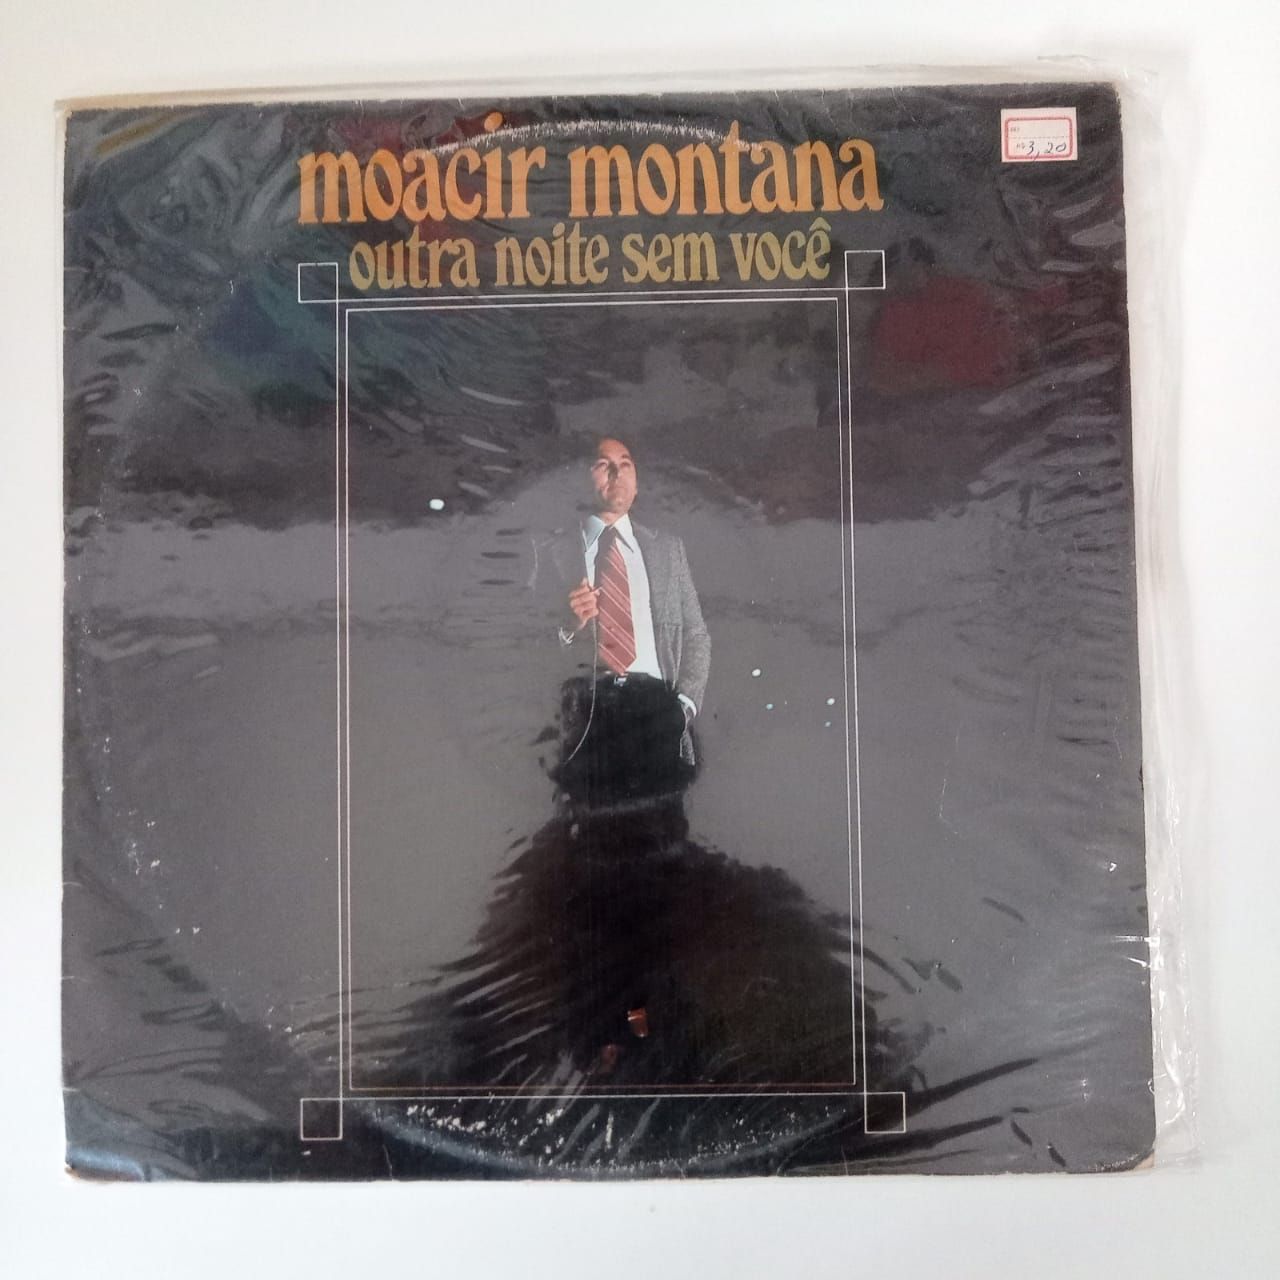 moacir montana
outra noite sem você
R$ 3,20